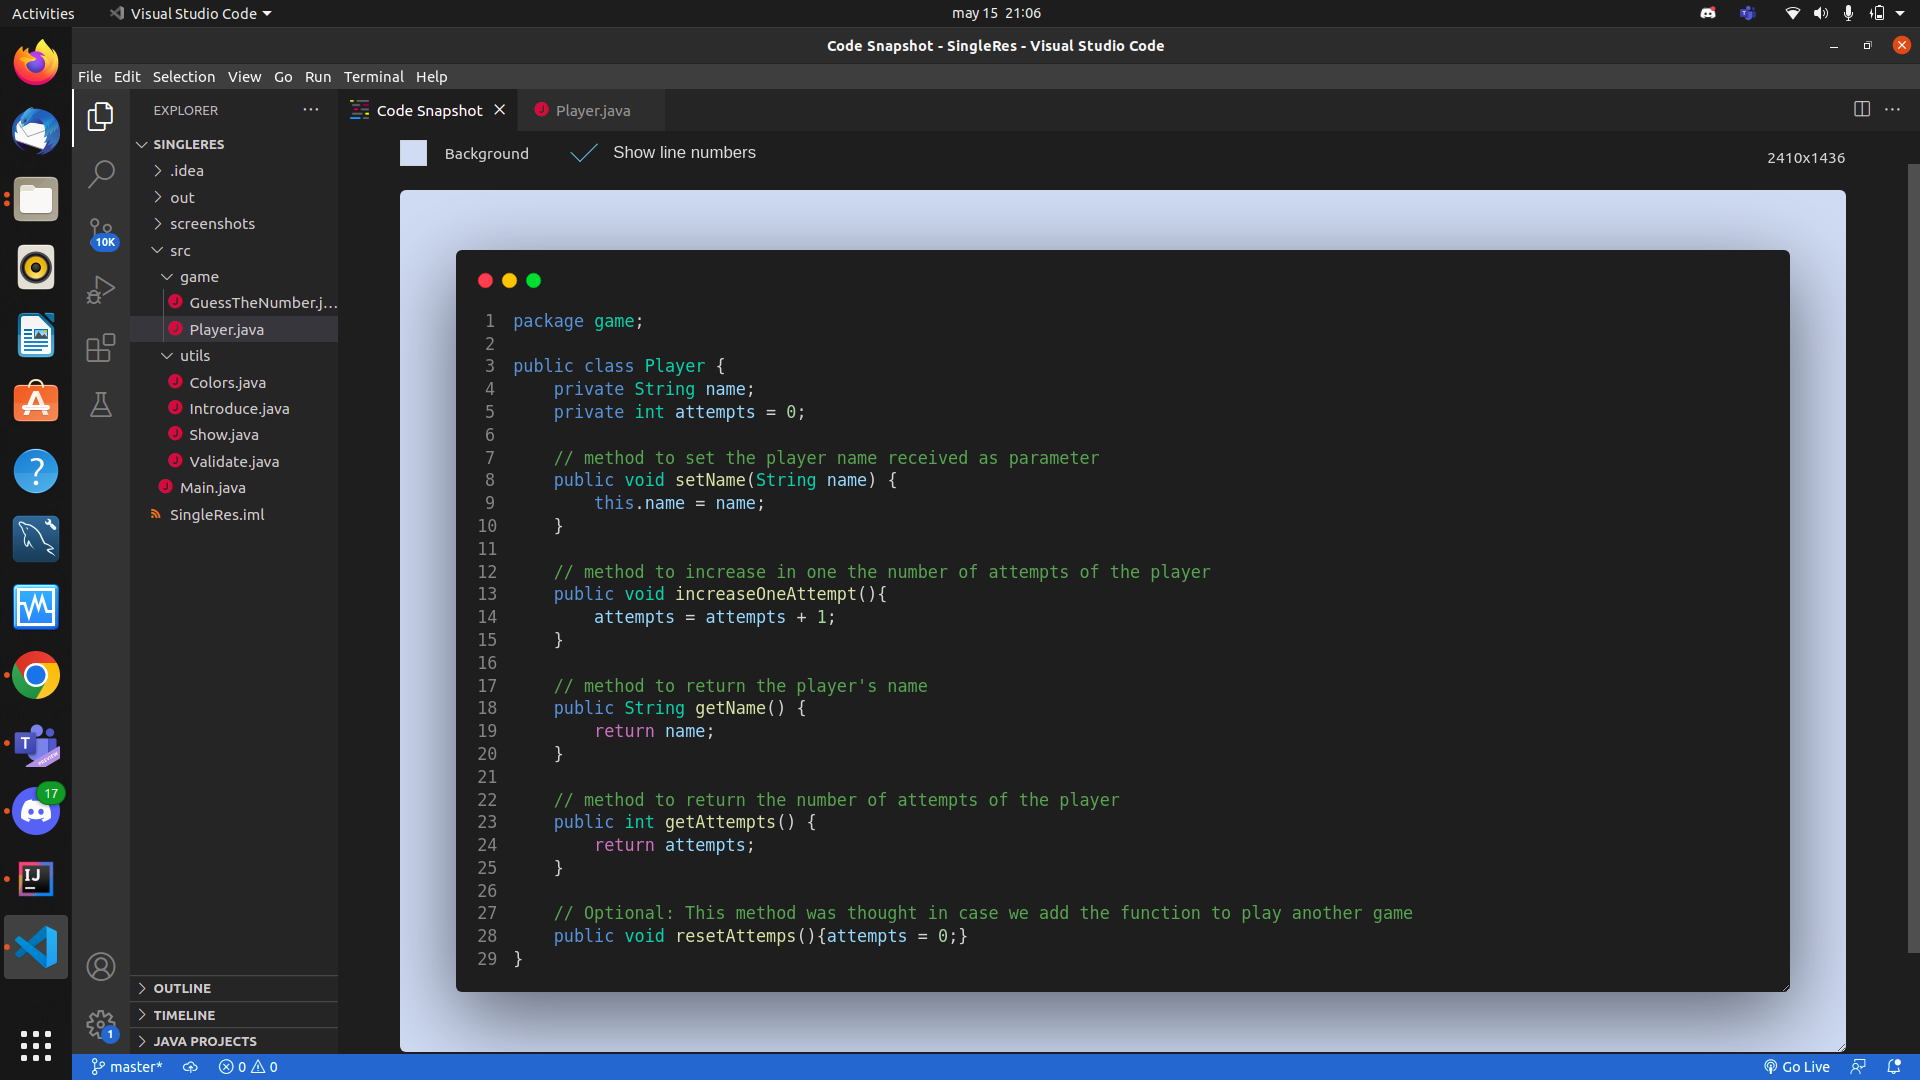 Activities Visual Studio Code may 15 21:06
Code Snapshot - SingleRes - Visual Studio Code
File Edit Selection View Go Run Terminal Help
EXPLORER
SINGLERES
.idea
out
screenshots
src
game
GuessTheNumber.j...
Player.java
utils
Colors.java
Introduce.java
Show.java
Validate.java
Main.java
SingleRes.iml
OUTLINE
TIMELINE
JAVA PROJECTS
10K
1
17
Code Snapshot Player.java
Background Show line numbers 2410x1436
1 package game;
2
3 public class Player {
4     private String name;
5     private int attempts = 0;
6
7     // method to set the player name received as parameter
8     public void setName(String name) {
9         this.name = name;
10     }
11
12     // method to increase in one the number of attempts of the player
13     public void increaseOneAttempt(){
14         attempts = attempts + 1;
15     }
16
17     // method to return the player's name
18     public String getName() {
19         return name;
20     }
21
22     // method to return the number of attempts of the player
23     public int getAttempts() {
24         return attempts;
25     }
26
27     // Optional: This method was thought in case we add the function to play another game
28     public void resetAttemps(){attempts = 0;}
29 }
master* 0 0 Go Live